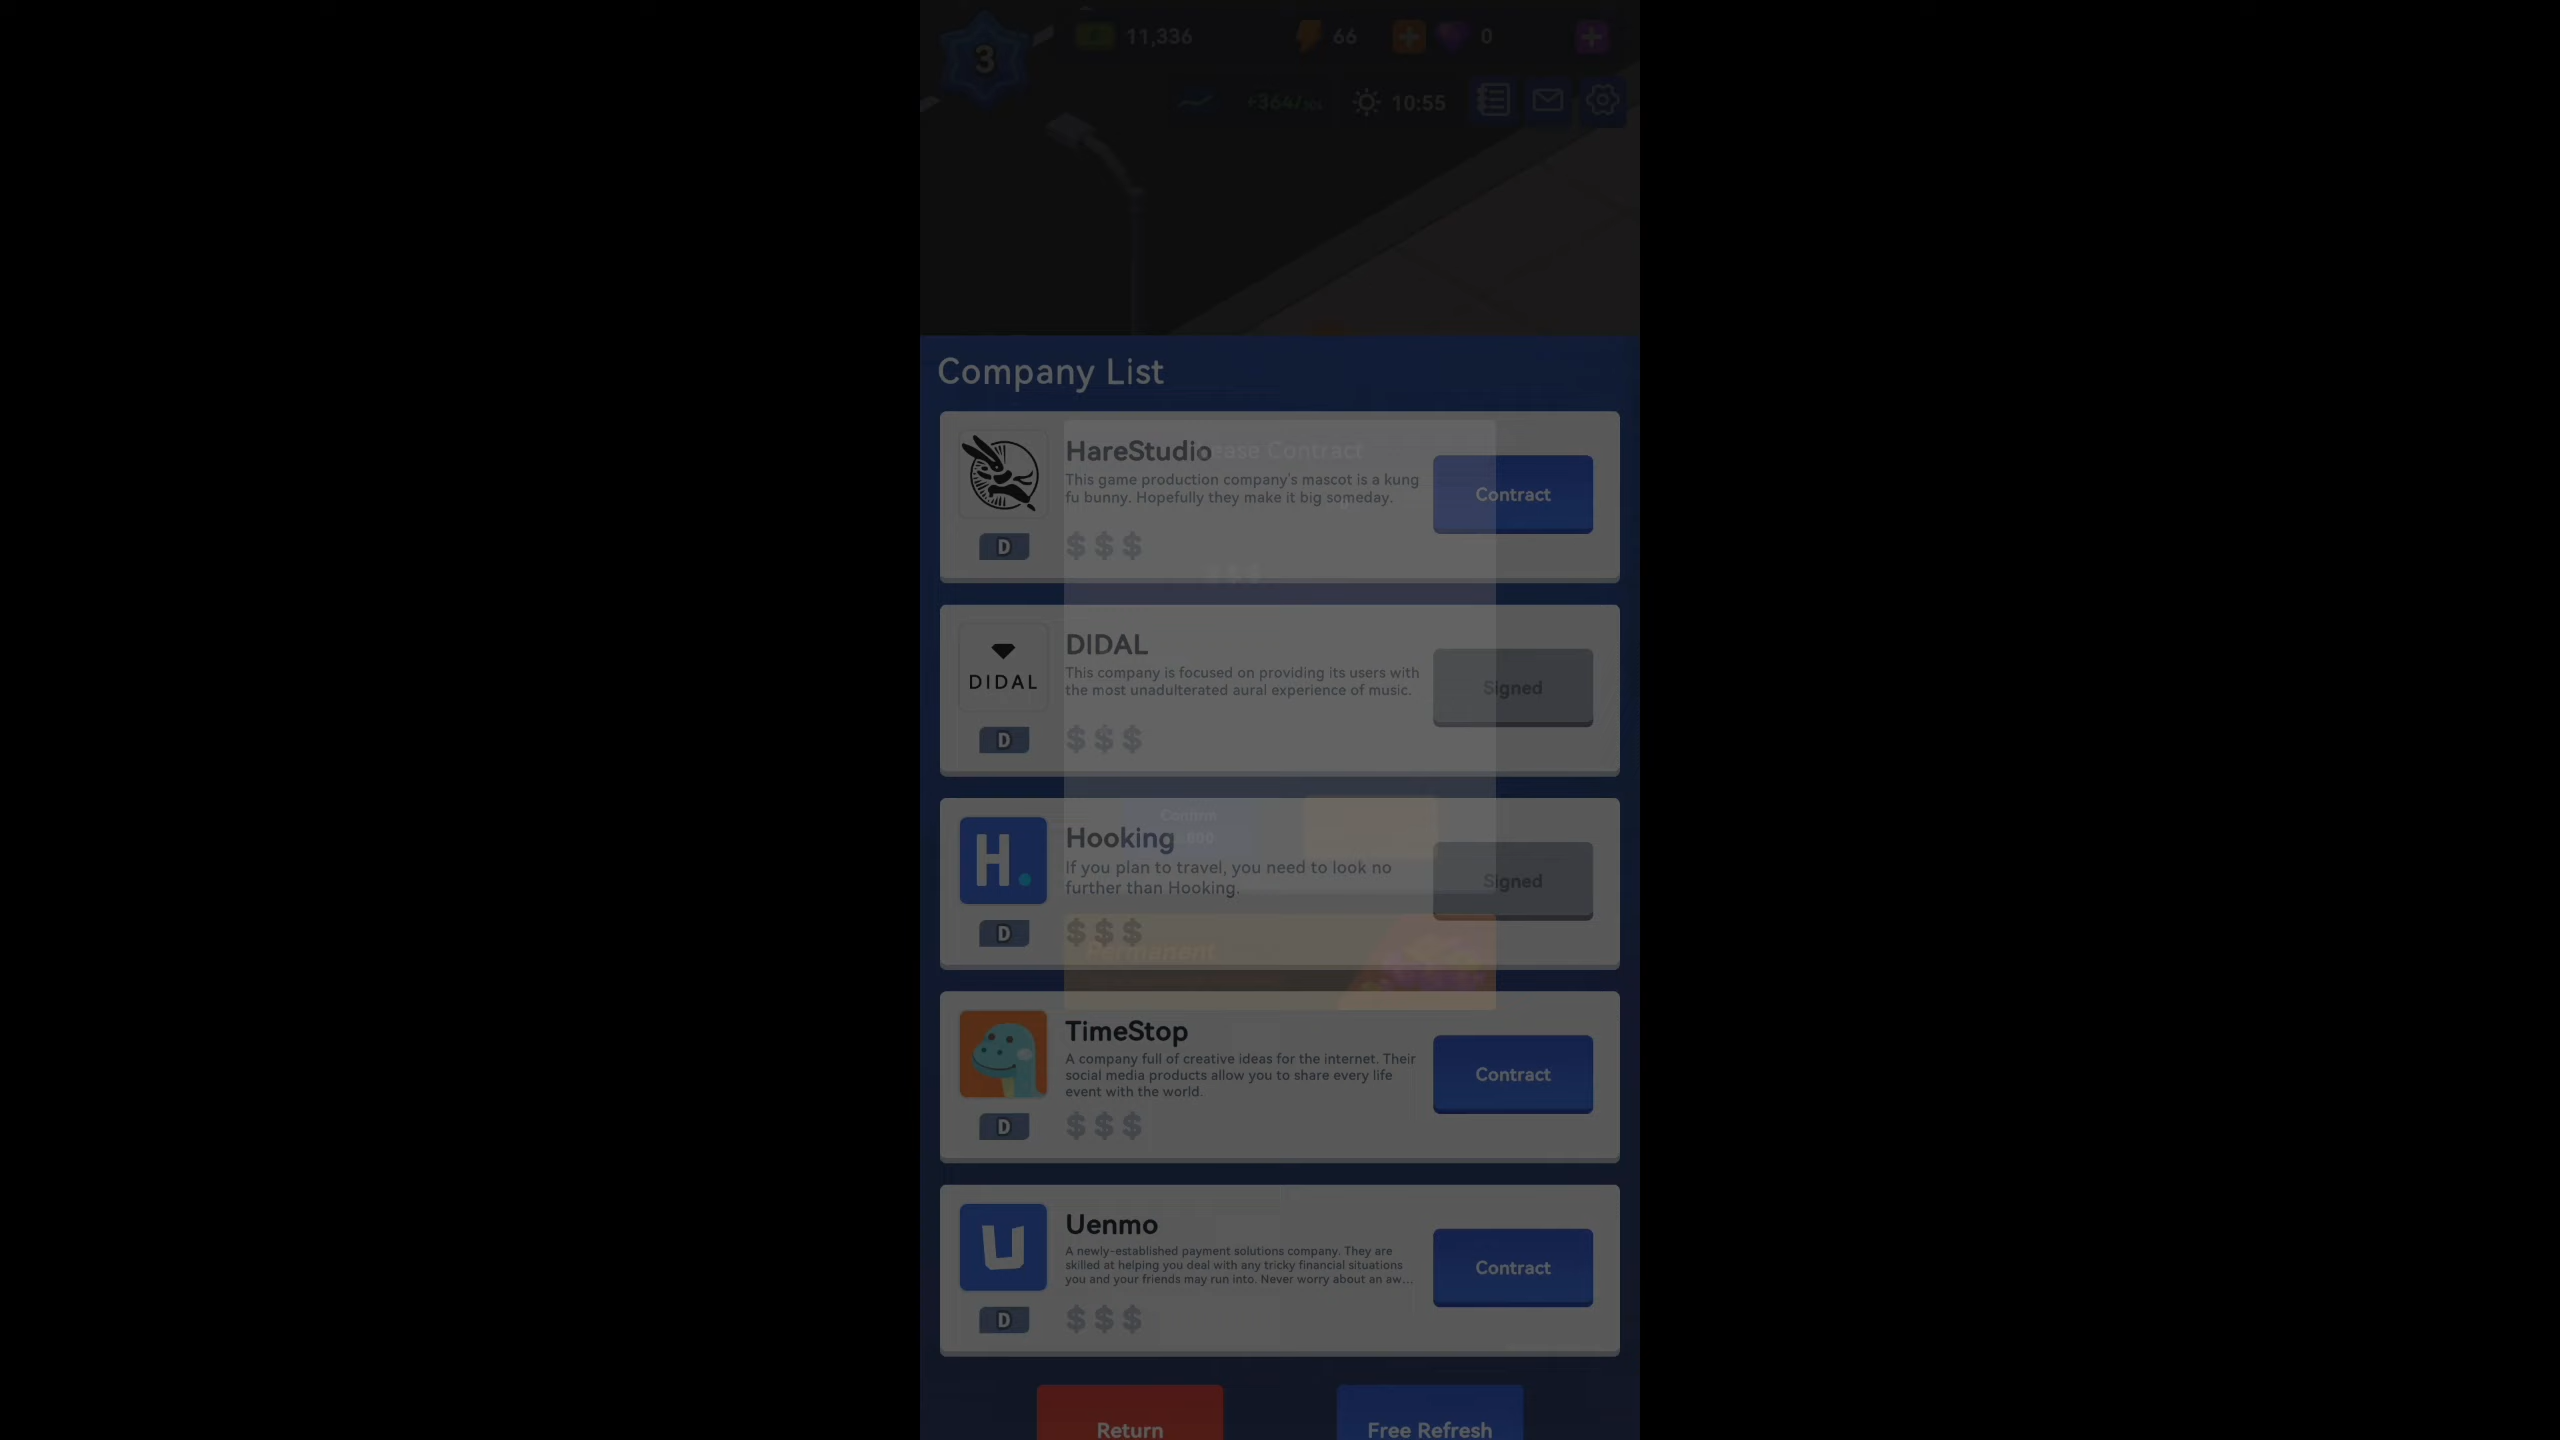 3
11,336
66
0
+364/10s
10:55
Company List
HareStudio
ease Contract
This game production company's mascot is a kung
fu bunny. Hopefully they make it big someday.
Contract
D
$ $ $
DIDAL
DIDAL
This company is focused on providing its users with
the most unadulterated aural experience of music.
Signed
D
$ $ $
Confirm
H.
Hooking
If you plan to travel, you need to look no
further than Hooking.
Signed
D
$ $ $
Permanent
TimeStop
A company full of creative ideas for the internet. Their
social media products allow you to share every life
event with the world.
Contract
D
$ $ $
U
Uenmo
A newly-established payment solutions company. They are
skilled at helping you deal with any tricky financial situations
you and your friends may run into. Never worry about an aw...
Contract
D
$ $ $
Return
Free Refresh